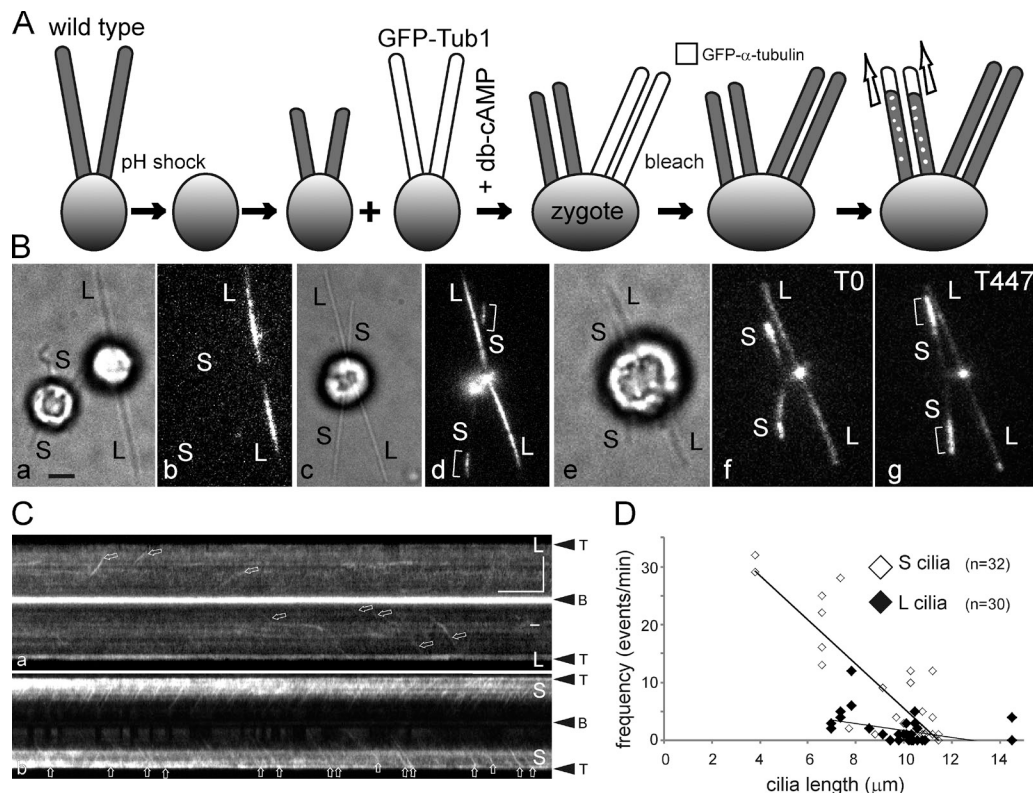 A
wild type
GFP-Tub1
GFP-α-tubulin
pH shock
+
+ db-cAMP
zygote
bleach
B
L
S
S
L
a
L
S
S
L
b
L
S
S
L
c
L
S
S
L
d
e
T0
L
S
S
L
f
T447
L
S
S
L
g
C
L
T
B
L
T
a
T
S
B
S
T
b
D
frequency (events/min)
30
20
10
0
0 2 4 6 8 10 12 14
cilia length (μm)
S cilia (n=32)
L cilia (n=30)